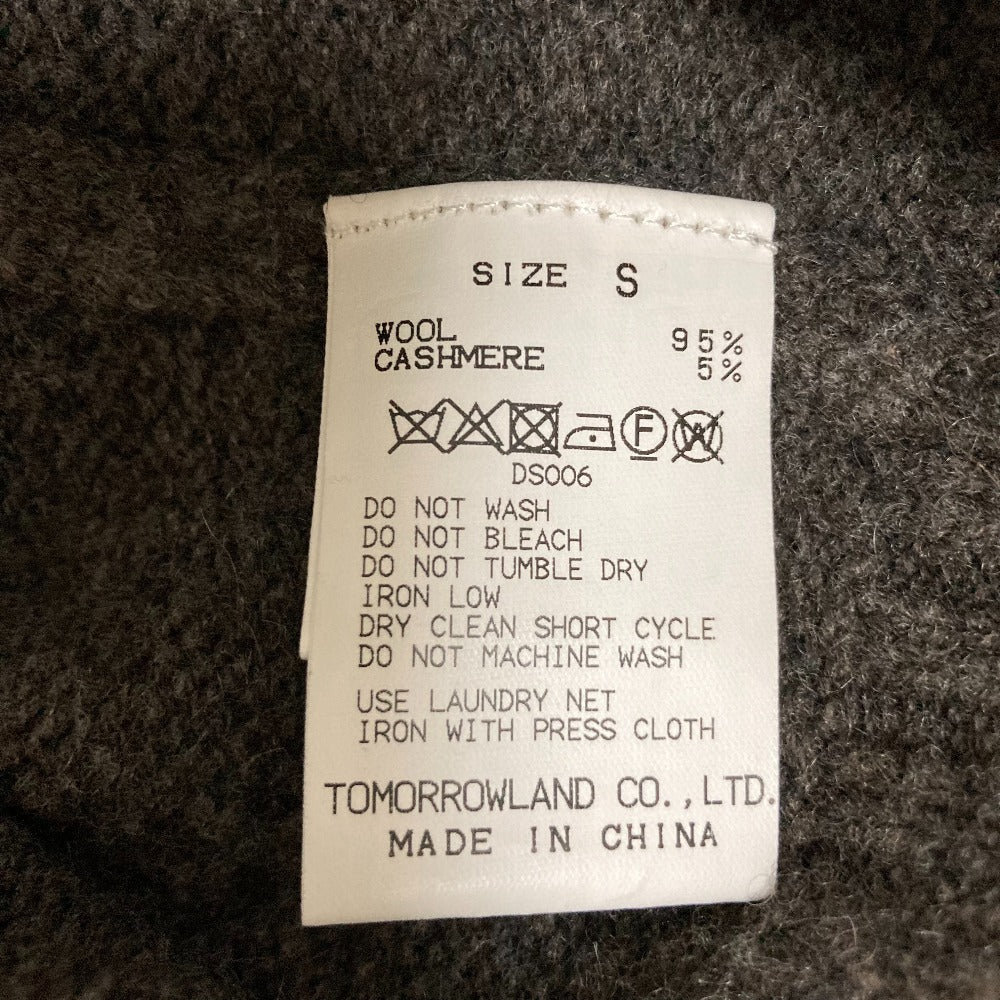 SIZE S
WOOL 95%
CASHMERE 5%
F W
DS006
DO NOT WASH
DO NOT BLEACH
DO NOT TUMBLE DRY
IRON LOW
DRY CLEAN SHORT CYCLE
DO NOT MACHINE WASH
USE LAUNDRY NET
IRON WITH PRESS CLOTH
TOMORROWLAND CO.,LTD.
MADE IN CHINA